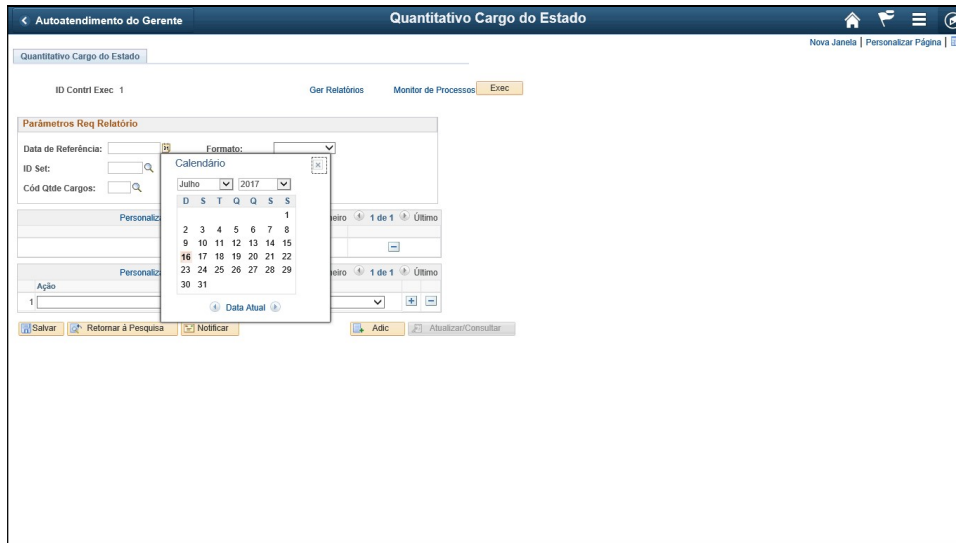 Autoatendimento do Gerente
Quantitativo Cargo do Estado
Nova Janela | Personalizar Página |
Quantitativo Cargo do Estado
ID Contrl Exec 1 Ger Relatórios Monitor de Processos Exec
Parâmetros Req Relatório
Data de Referência: 31 Formato:
ID Set:
Cód Qtde Cargos:
Calendário
Julho 2017
D S T Q Q S S
1
2 3 4 5 6 7 8
9 10 11 12 13 14 15
16 17 18 19 20 21 22
23 24 25 26 27 28 29
30 31
Data Atual
Personaliz eiro 1 de 1 Último
Personaliz eiro 1 de 1 Último
Ação
1
Salvar Retornar à Pesquisa Notificar Adic Atualizar/Consultar